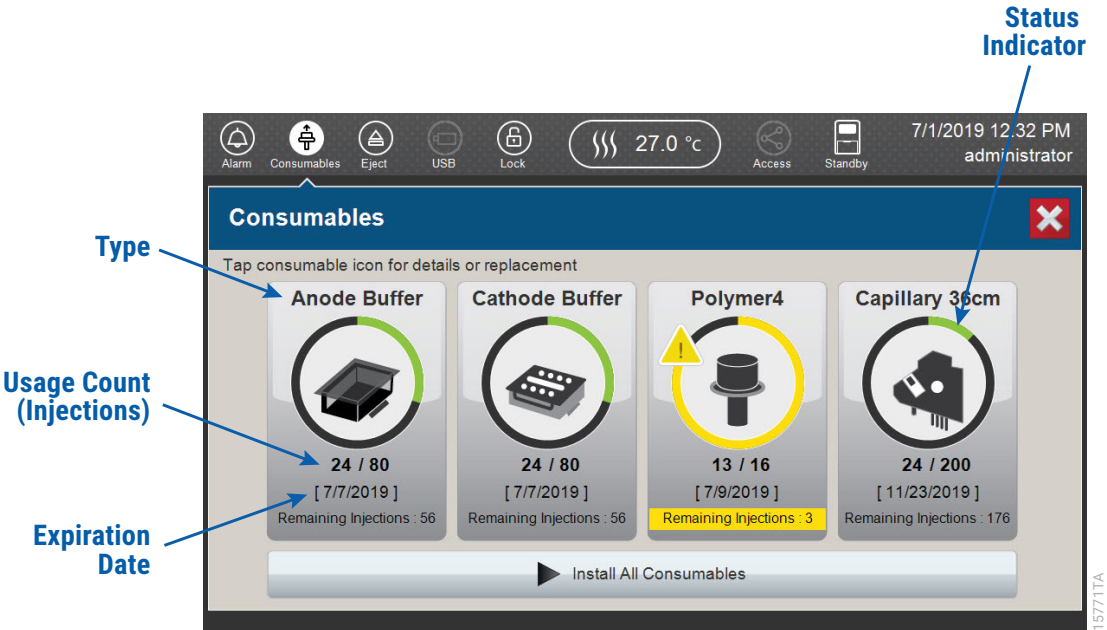 Status
Indicator
Alarm
Consumables
Eject
USB
Lock
27.0 °c
Access
Standby
7/1/2019 12:32 PM
administrator
Consumables
Type
Tap consumable icon for details or replacement
Anode Buffer
Cathode Buffer
Polymer4
Capillary 36cm
!
Usage Count
(Injections)
24 / 80
24 / 80
13 / 16
24 / 200
[ 7/7/2019 ]
[ 7/7/2019 ]
[ 7/9/2019 ]
[ 11/23/2019 ]
Remaining Injections : 56
Remaining Injections : 56
Remaining Injections : 3
Remaining Injections : 176
Expiration
Date
Install All Consumables
15771TA